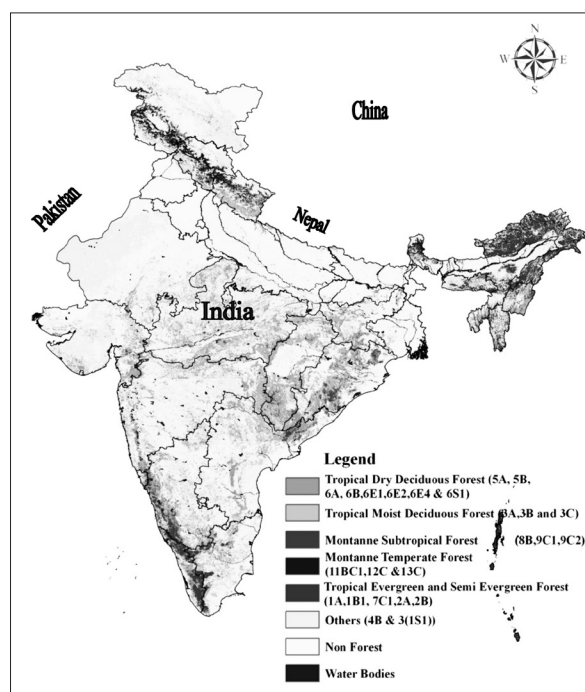 N
W E
S
China
Pakistan
Nepal
India
Legend
Tropical Dry Deciduous Forest (5A, 5B,
6A, 6B,6E1,6E2,6E4 & 6S1)
Tropical Moist Deciduous Forest (3A,3B and 3C)
Montanne Subtropical Forest (8B,9C1,9C2)
Montanne Temperate Forest
(11BC1,12C &13C)
Tropical Evergreen and Semi Evergreen Forest
(1A,1B1, 7C1,2A,2B)
Others (4B & 3(1S1))
Non Forest
Water Bodies